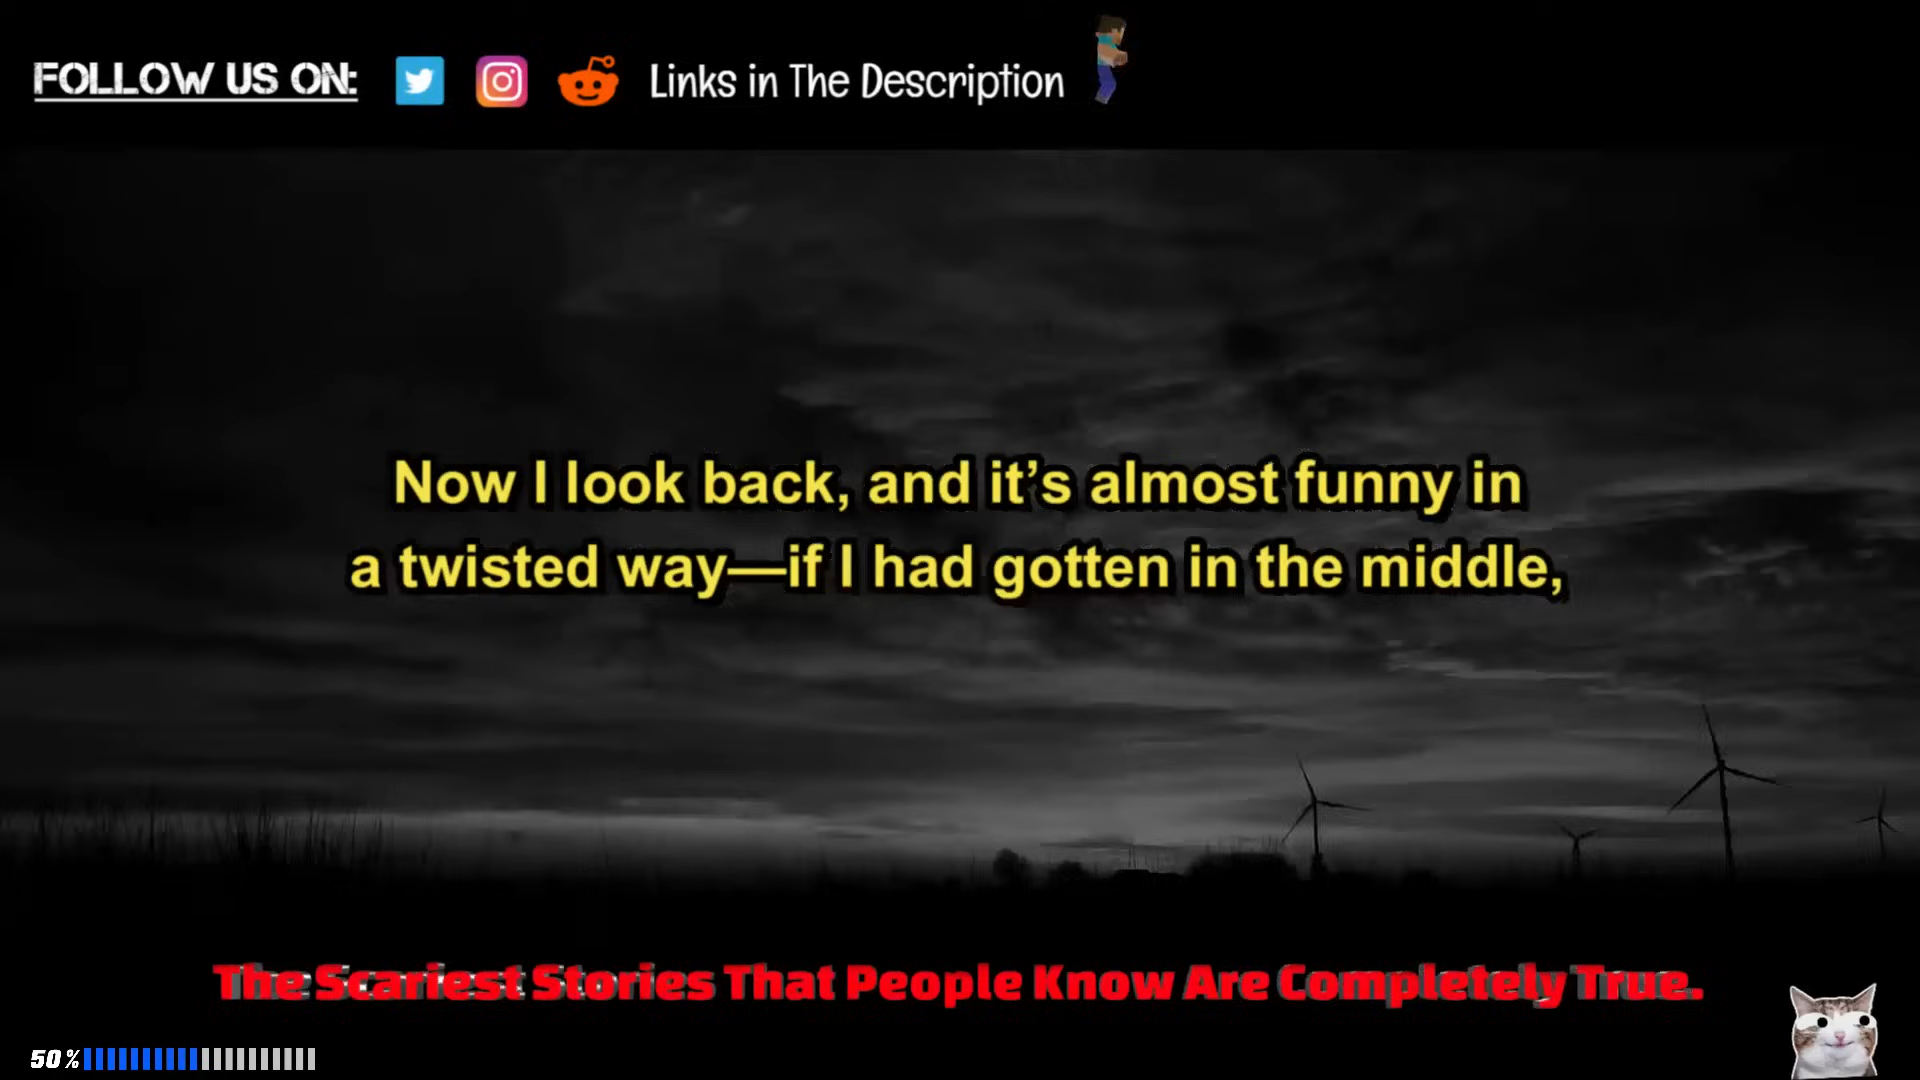 FOLLOW US ON: Links in The Description
Now I look back, and it’s almost funny in
a twisted way—if I had gotten in the middle,
The Scariest Stories That People Know Are Completely True.
50%